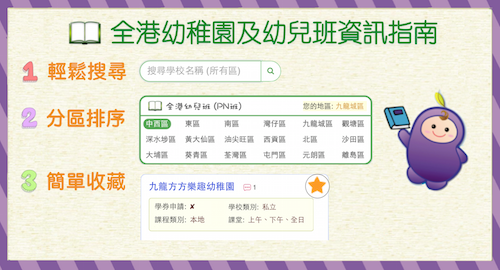 全港幼稚園及幼兒班資訊指南
1 輕鬆搜尋
搜尋學校名稱 (所有區)
2 分區排序
全港幼兒班 (PN班) 您的地區: 九龍城區
中西區 東區 南區 灣仔區 九龍城區 觀塘區
深水埗區 黃大仙區 油尖旺區 西貢區 北區 沙田區
大埔區 葵青區 荃灣區 屯門區 元朗區 離島區
3 簡單收藏
九龍方方樂趣幼稚園 1
學券申請: ✘ 學校類別: 私立
課程類別: 本地 課堂: 上午、下午、全日